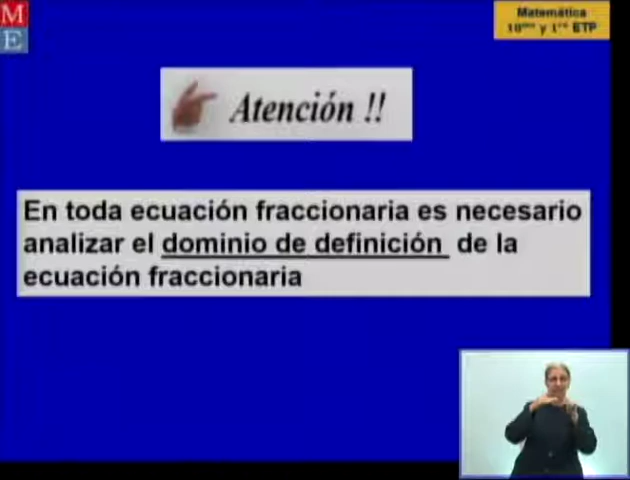 M
E
Matemática
10mo y 1ro ETP
Atención !!
En toda ecuación fraccionaria es necesario
analizar el dominio de definición de la
ecuación fraccionaria